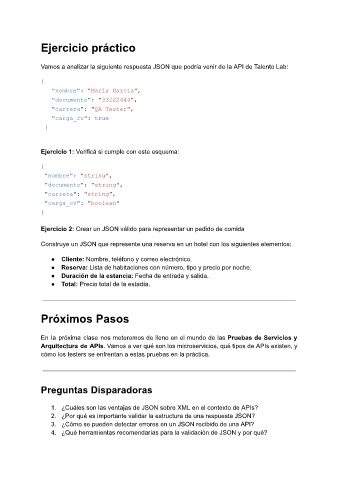 Ejercicio práctico
Vamos a analizar la siguiente respuesta JSON que podría venir de la API de Talento Lab:
{
"nombre": "María García",
"documento": "33222444",
"carrera": "QA Tester",
"carga_cv": true
}
Ejercicio 1: Verificá si cumple con este esquema:
{
"nombre": "string",
"documento": "string",
"carrera": "string",
"carga_cv": "boolean"
}
Ejercicio 2: Crear un JSON válido para representar un pedido de comida
Construye un JSON que represente una reserva en un hotel con los siguientes elementos:
● Cliente: Nombre, teléfono y correo electrónico.
● Reserva: Lista de habitaciones con número, tipo y precio por noche.
● Duración de la estancia: Fecha de entrada y salida.
● Total: Precio total de la estadía.
Próximos Pasos
En la próxima clase nos meteremos de lleno en el mundo de las Pruebas de Servicios y
Arquitectura de APIs. Vamos a ver qué son los microservicios, qué tipos de APIs existen, y
cómo los testers se enfrentan a estas pruebas en la práctica.
Preguntas Disparadoras
1. ¿Cuáles son las ventajas de JSON sobre XML en el contexto de APIs?
2. ¿Por qué es importante validar la estructura de una respuesta JSON?
3. ¿Cómo se pueden detectar errores en un JSON recibido de una API?
4. ¿Qué herramientas recomendarías para la validación de JSON y por qué?